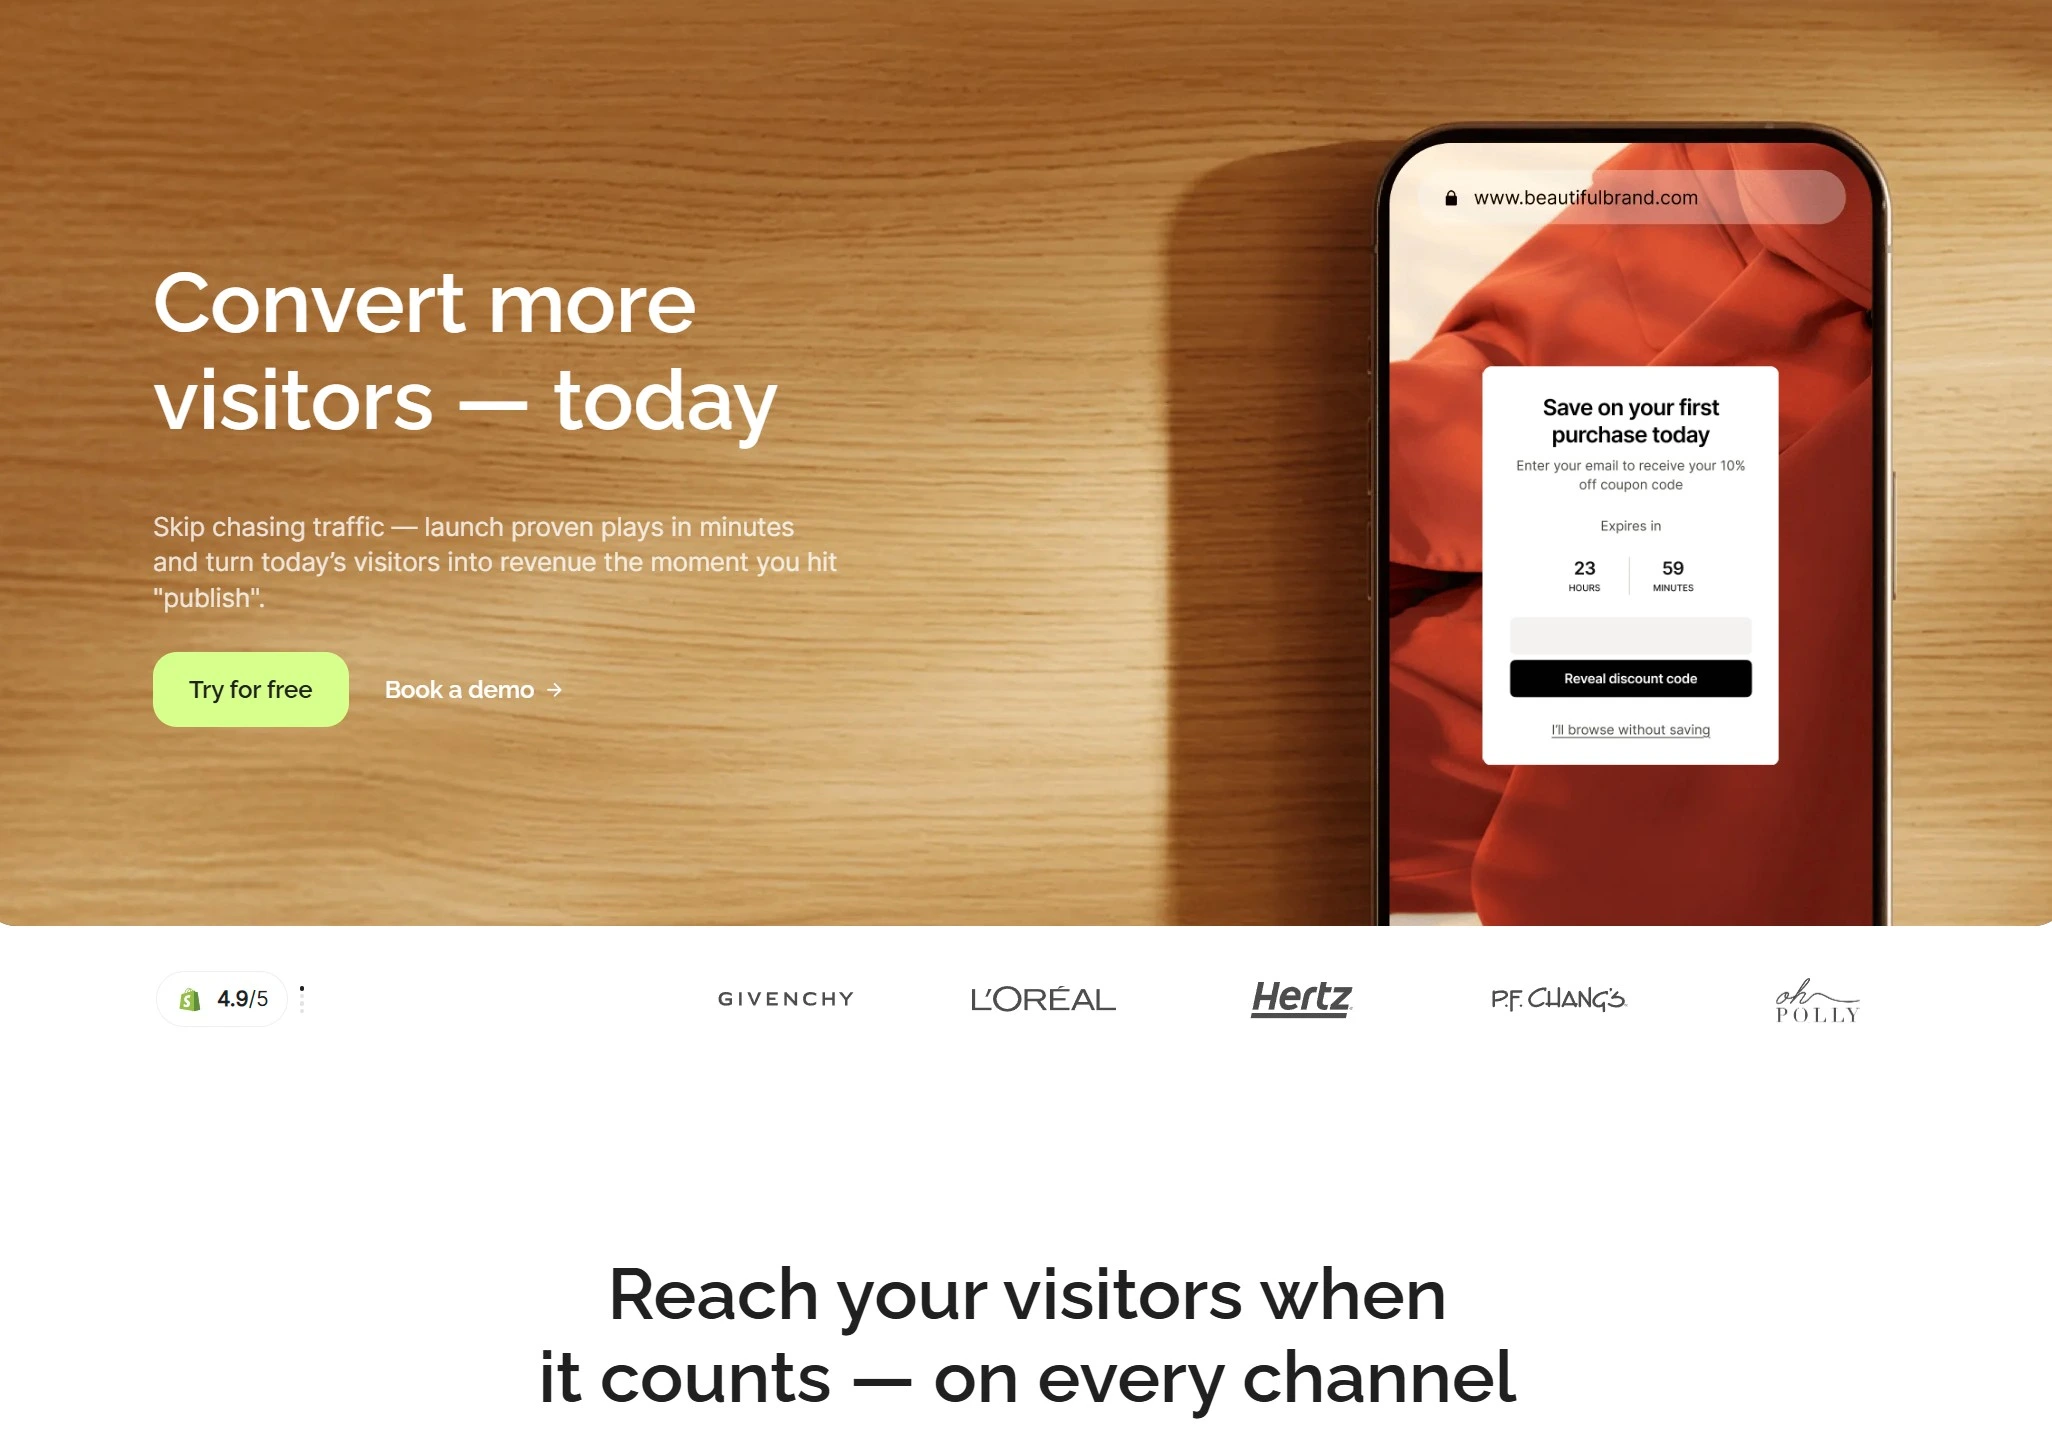 Convert more
visitors — today
Skip chasing traffic — launch proven plays in minutes
and turn today’s visitors into revenue the moment you hit
"publish".
Try for free
Book a demo →
www.beautifulbrand.com
Save on your first
purchase today
Enter your email to receive your 10%
off coupon code
Expires in
23
HOURS
59
MINUTES
Reveal discount code
I'll browse without saving
4.9/5
GIVENCHY
L'ORÉAL
Hertz
P.F. CHANG'S
oh
POLLY
Reach your visitors when
it counts — on every channel